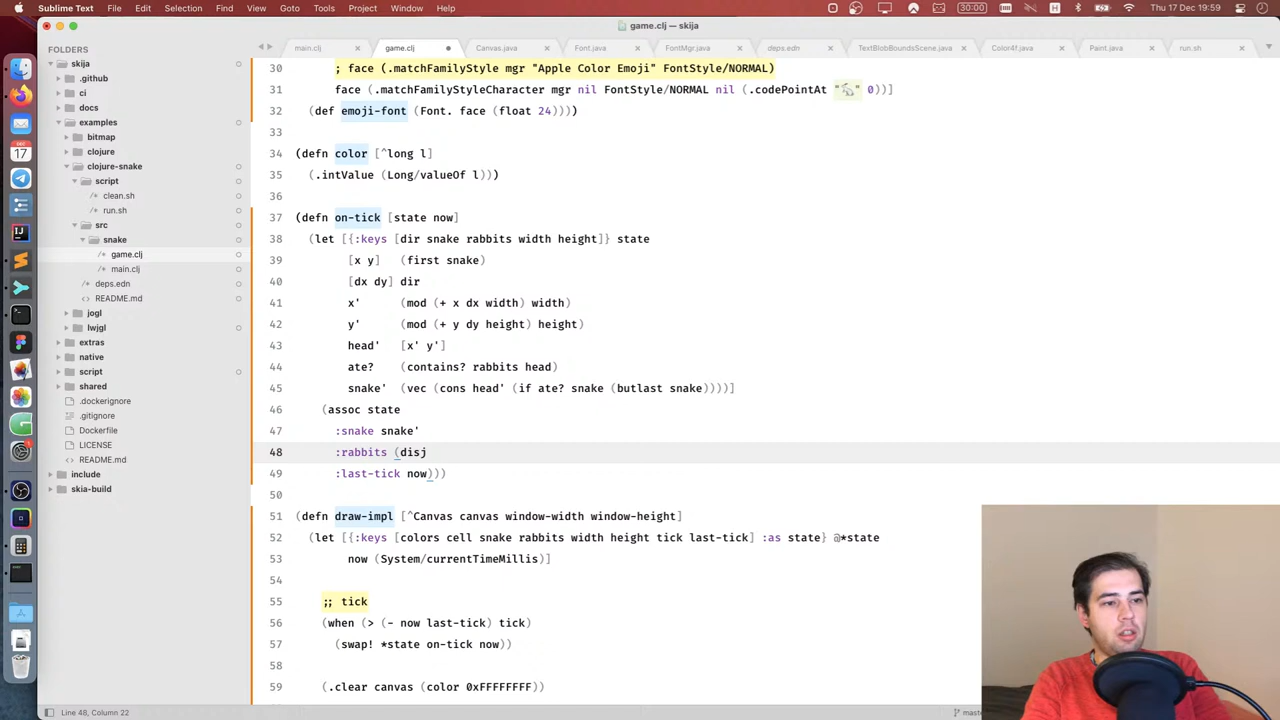 Sublime Text File Edit Selection Find View Goto Tools Project Window Help
Thu 17 Dec 19:59
game.clj — skija
FOLDERS
skija
.github
ci
docs
examples
bitmap
clojure
clojure-snake
script
clean.sh
run.sh
src
snake
game.clj
main.clj
deps.edn
README.md
jogl
lwjgl
extras
native
script
shared
.dockerignore
.gitignore
Dockerfile
LICENSE
README.md
include
skia-build
main.clj game.clj Canvas.java Font.java FontMgr.java deps.edn TextBlobBoundsScene.java Color4f.java Paint.java run.sh
30 ; face (.matchFamilyStyle mgr "Apple Color Emoji" FontStyle/NORMAL)
31 face (.matchFamilyStyleCharacter mgr nil FontStyle/NORMAL nil (.codePointAt "🐇" 0))]
32 (def emoji-font (Font. face (float 24))))
33
34 (defn color [^long l]
35 (.intValue (Long/valueOf l)))
36
37 (defn on-tick [state now]
38 (let [{:keys [dir snake rabbits width height]} state
39 [x y] (first snake)
40 [dx dy] dir
41 x' (mod (+ x dx width) width)
42 y' (mod (+ y dy height) height)
43 head' [x' y']
44 ate? (contains? rabbits head)
45 snake' (vec (cons head' (if ate? snake (butlast snake))))]
46 (assoc state
47 :snake snake'
48 :rabbits (disj
49 :last-tick now)))
50
51 (defn draw-impl [^Canvas canvas window-width window-height]
52 (let [{:keys [colors cell snake rabbits width height tick last-tick] :as state} @*state
53 now (System/currentTimeMillis)]
54
55 ;; tick
56 (when (> (- now last-tick) tick)
57 (swap! *state on-tick now))
58
59 (.clear canvas (color 0xFFFFFFFF))
Line 48, Column 22